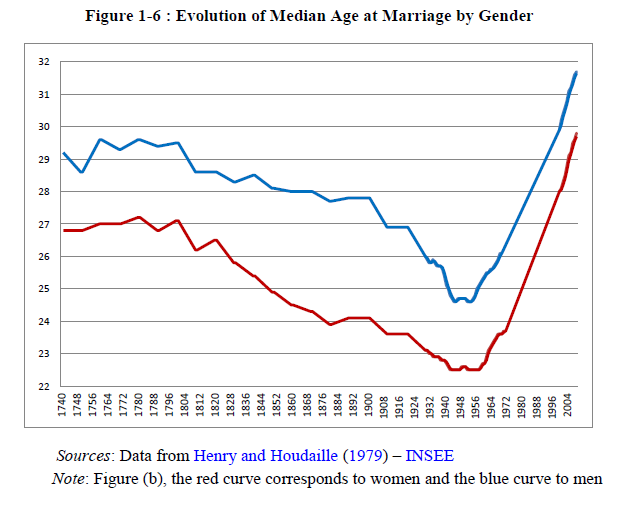 Figure 1-6 : Evolution of Median Age at Marriage by Gender
32
31
30
29
28
27
26
25
24
23
22
1740 1748 1756 1764 1772 1780 1788 1796 1804 1812 1820 1828 1836 1844 1852 1860 1868 1876 1884 1892 1900 1908 1916 1924 1932 1940 1948 1956 1964 1972 1980 1988 1996 2004
Sources: Data from Henry and Houdaille (1979) – INSEE
Note: Figure (b), the red curve corresponds to women and the blue curve to men